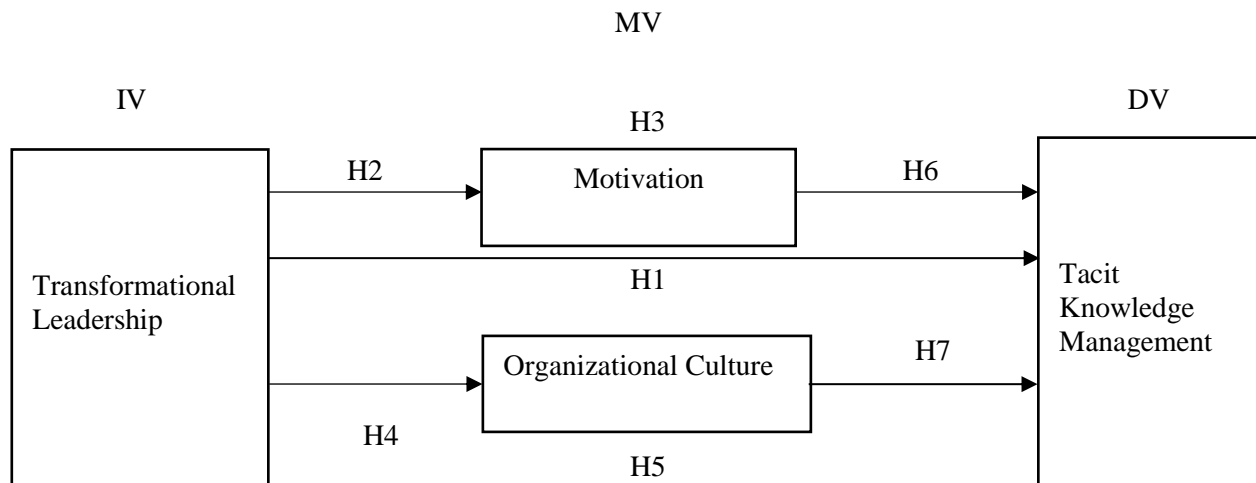 MV
IV
DV
H3
H2
Motivation
H6
H1
Transformational
Leadership
Tacit
Knowledge
Management
Organizational Culture
H7
H4
H5